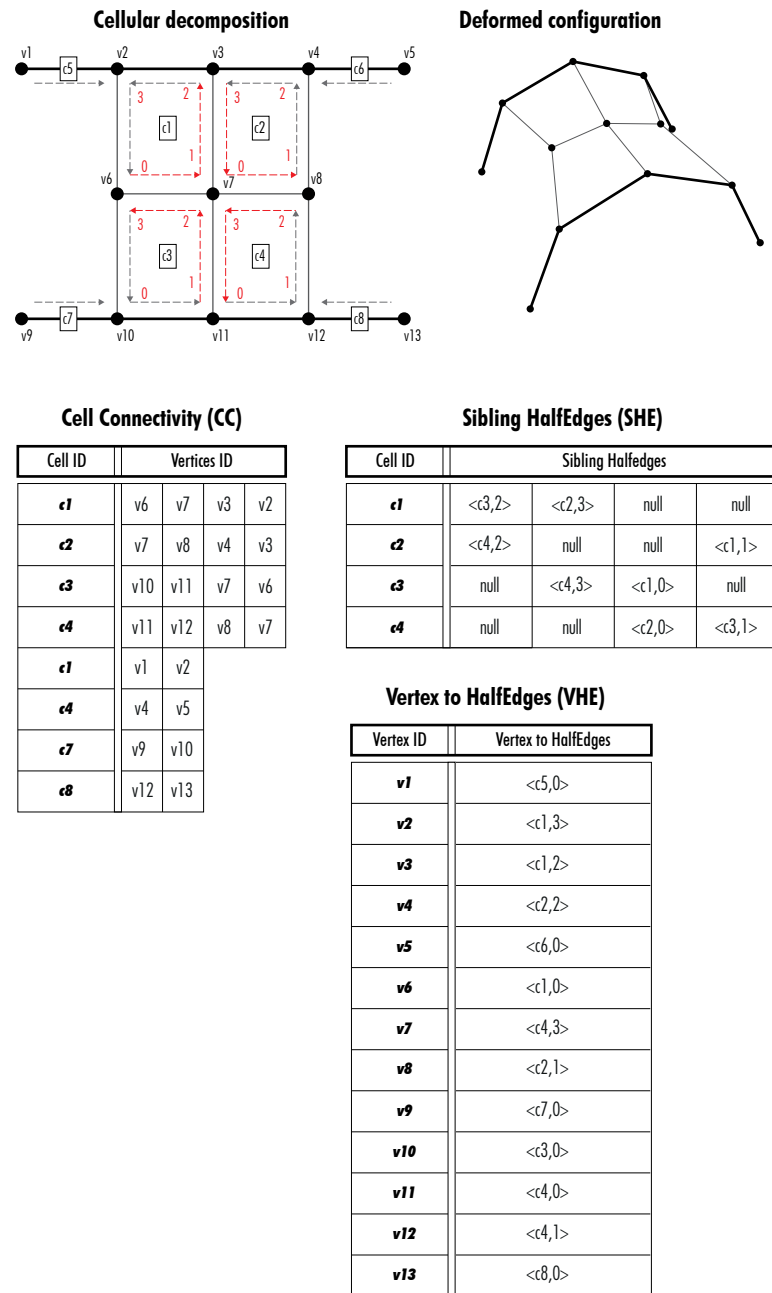 Cellular decomposition
Deformed configuration
v1 v2 v3 v4 v5
c5 c6
3 2 3 2
c1 c2
0 1 0 1
v6 v7 v8
3 2 3 2
c3 c4
0 1 0 1
c7 c8
v9 v10 v11 v12 v13
Cell Connectivity (CC)
Cell ID Vertices ID
c1 v6 v7 v3 v2
c2 v7 v8 v4 v3
c3 v10 v11 v7 v6
c4 v11 v12 v8 v7
c1 v1 v2
c4 v4 v5
c7 v9 v10
c8 v12 v13
Sibling HalfEdges (SHE)
Cell ID Sibling Halfedges
c1 <c3,2> <c2,3> null null
c2 <c4,2> null null <c1,1>
c3 null <c4,3> <c1,0> null
c4 null null <c2,0> <c3,1>
Vertex to HalfEdges (VHE)
Vertex ID Vertex to HalfEdges
v1 <c5,0>
v2 <c1,3>
v3 <c1,2>
v4 <c2,2>
v5 <c6,0>
v6 <c1,0>
v7 <c4,3>
v8 <c2,1>
v9 <c7,0>
v10 <c3,0>
v11 <c4,0>
v12 <c4,1>
v13 <c8,0>